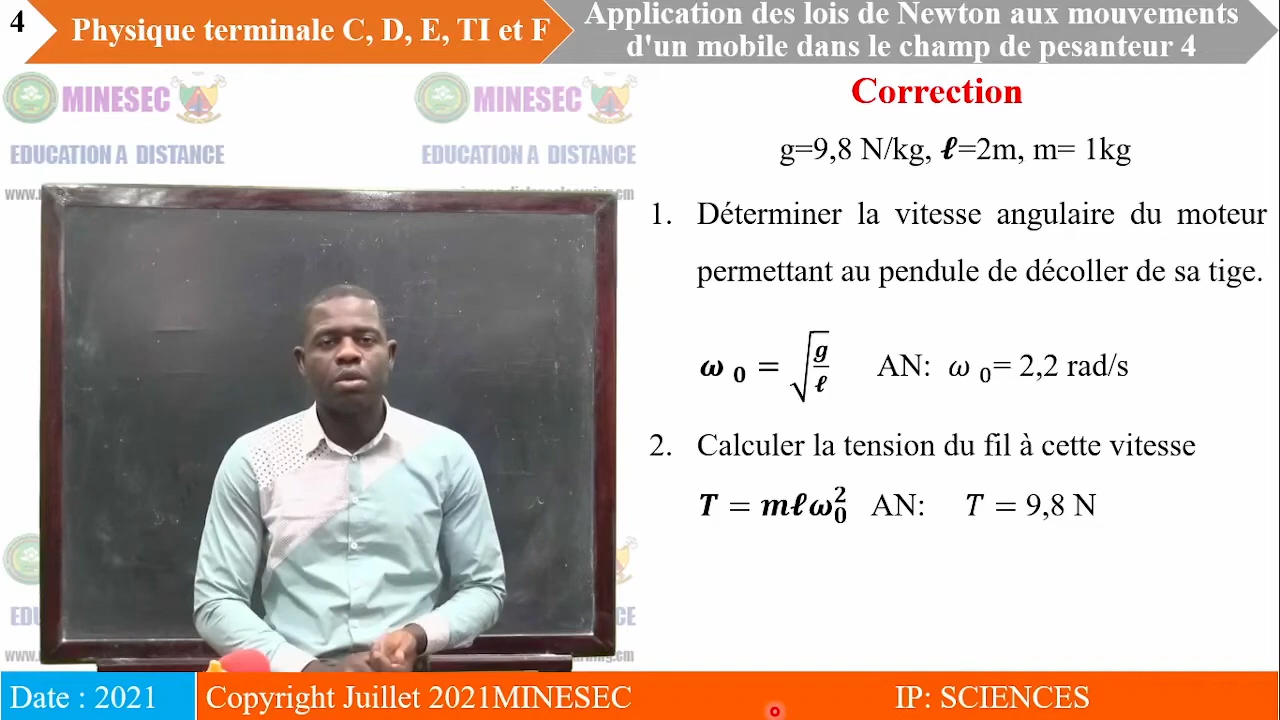 4
Physique terminale C, D, E, TI et F
Application des lois de Newton aux mouvements
d'un mobile dans le champ de pesanteur 4
MINESEC
MINESEC
EDUCATION A DISTANCE
EDUCATION A DISTANCE
Correction
g=9,8 N/kg, ℓ=2m, m= 1kg
1. Déterminer la vitesse angulaire du moteur
permettant au pendule de décoller de sa tige.
ω 0 = √(g/ℓ) AN: ω 0= 2,2 rad/s
2. Calculer la tension du fil à cette vitesse
T = mℓω₀² AN: T = 9,8 N
Date : 2021
Copyright Juillet 2021MINESEC
IP: SCIENCES